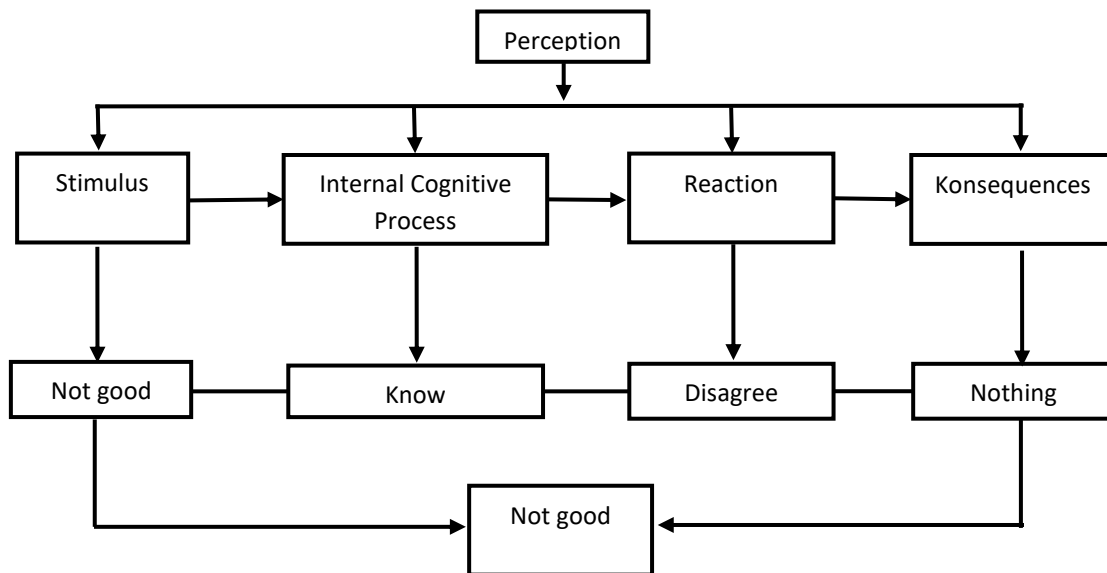 Perception
Stimulus
Internal Cognitive
Process
Reaction
Konsequences
Not good
Know
Disagree
Nothing
Not good